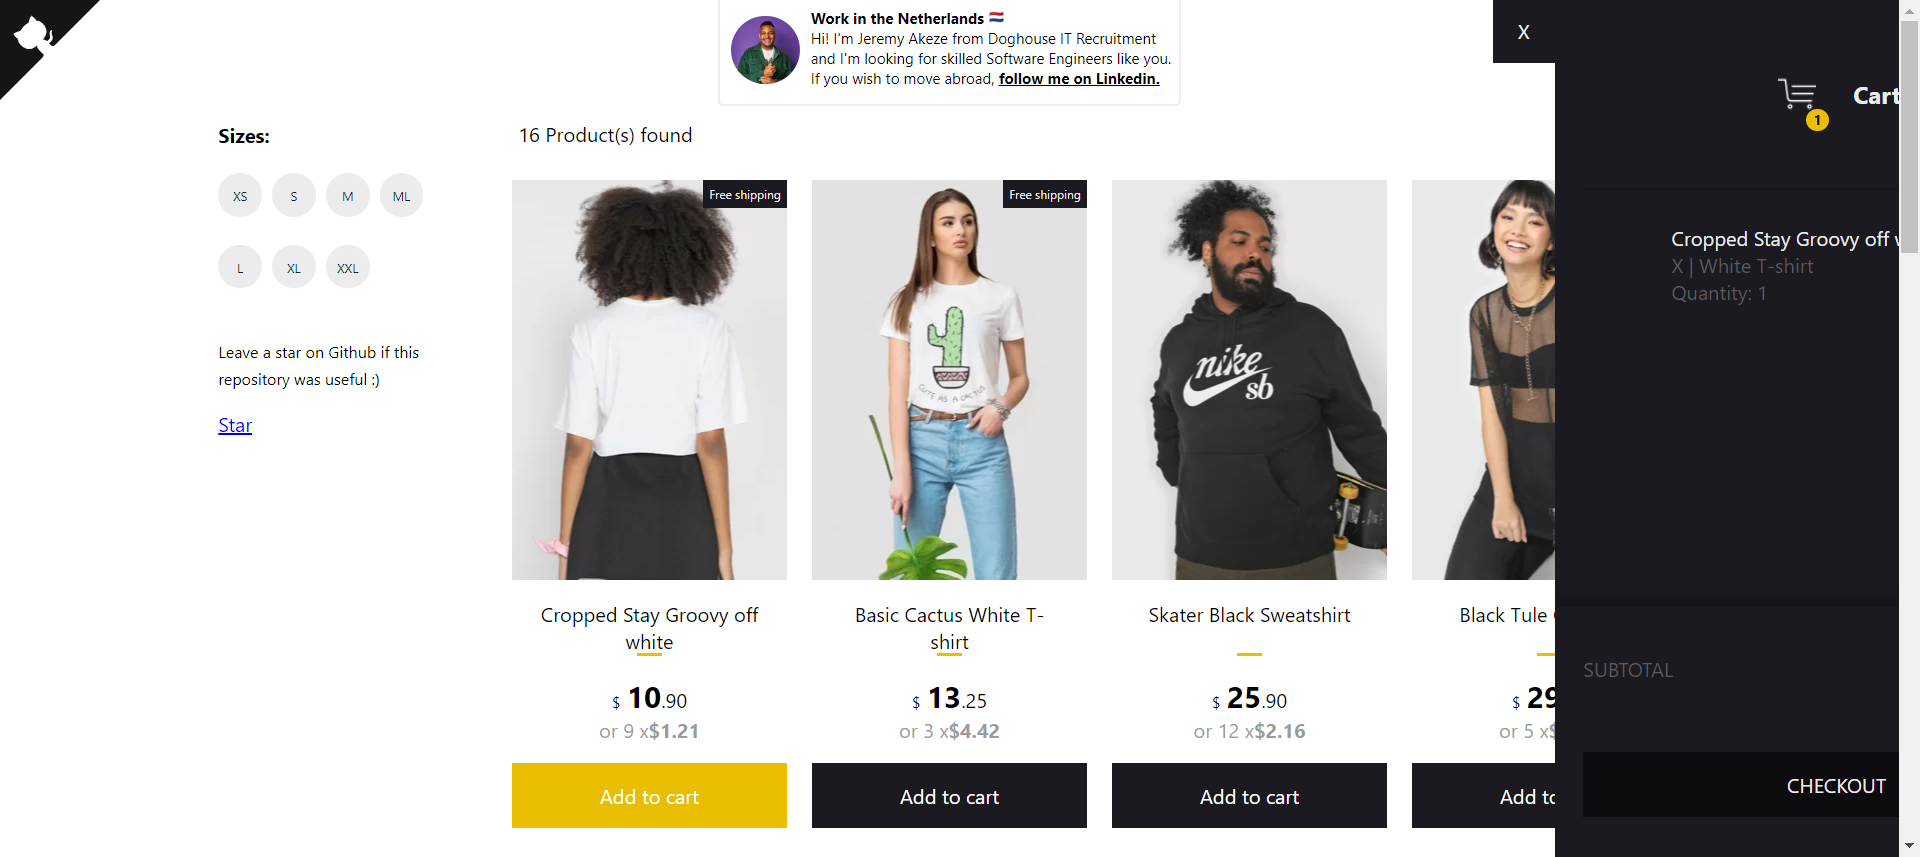 Work in the Netherlands 🇳🇱
Hi! I'm Jeremy Akeze from Doghouse IT Recruitment
and I'm looking for skilled Software Engineers like you.
If you wish to move abroad, follow me on Linkedin.
X
Cart
1
Sizes:
XS S M ML
L XL XXL
Leave a star on Github if this
repository was useful :)
Star
16 Product(s) found
Free shipping
Cropped Stay Groovy off
white
$ 10.90
or 9 x$1.21
Add to cart
Free shipping
CUTE AS A CACTUS
Basic Cactus White T-
shirt
$ 13.25
or 3 x$4.42
Add to cart
nike
sb
Skater Black Sweatshirt
$ 25.90
or 12 x$2.16
Add to cart
Black Tule
$ 29
or 5 x$
Add to
Cropped Stay Groovy off
X | White T-shirt
Quantity: 1
SUBTOTAL
CHECKOUT